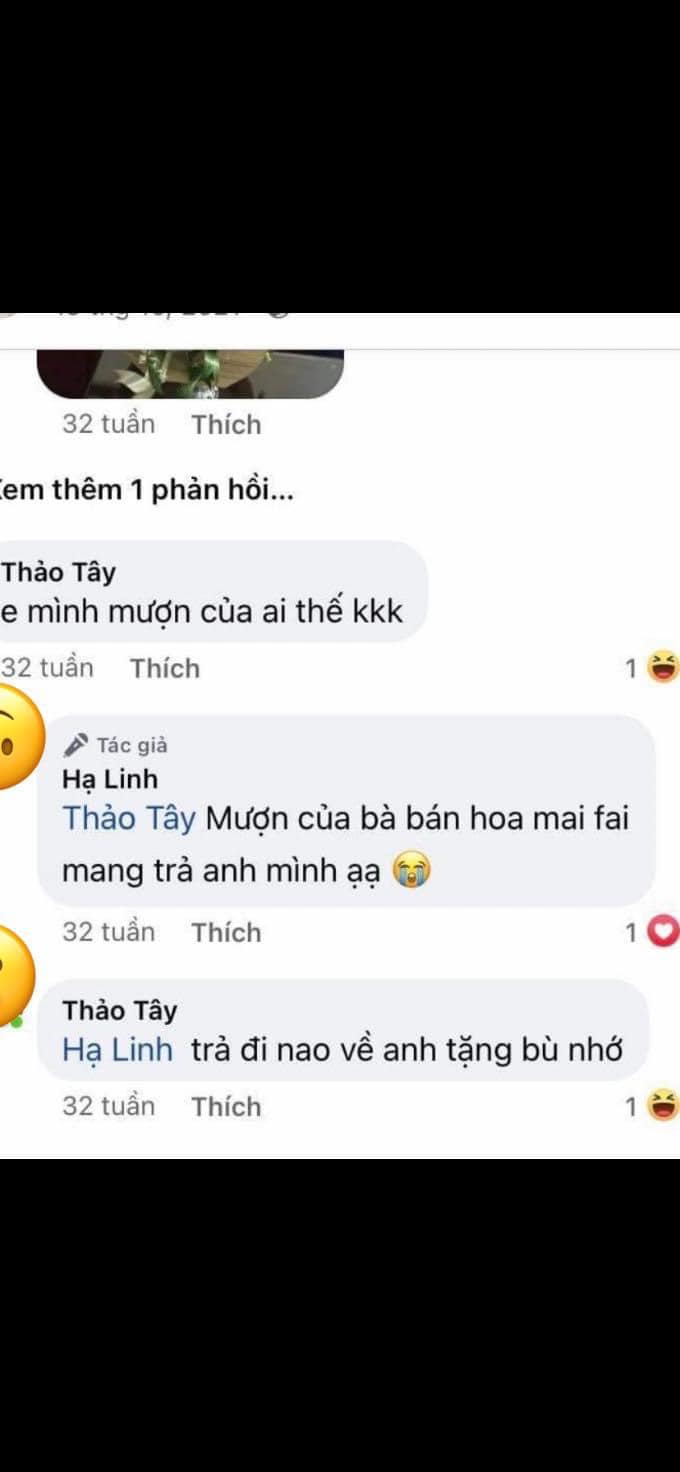 32 tuần Thích
em thêm 1 phản hồi...
Thảo Tây
e mình mượn của ai thế kkk
32 tuần Thích 1
Tác giả
Hạ Linh
Thảo Tây Mượn của bà bán hoa mai fai
mang trả anh mình ạạ 😭
32 tuần Thích 1
Thảo Tây
Hạ Linh trả đi nao về anh tặng bù nhớ
32 tuần Thích 1